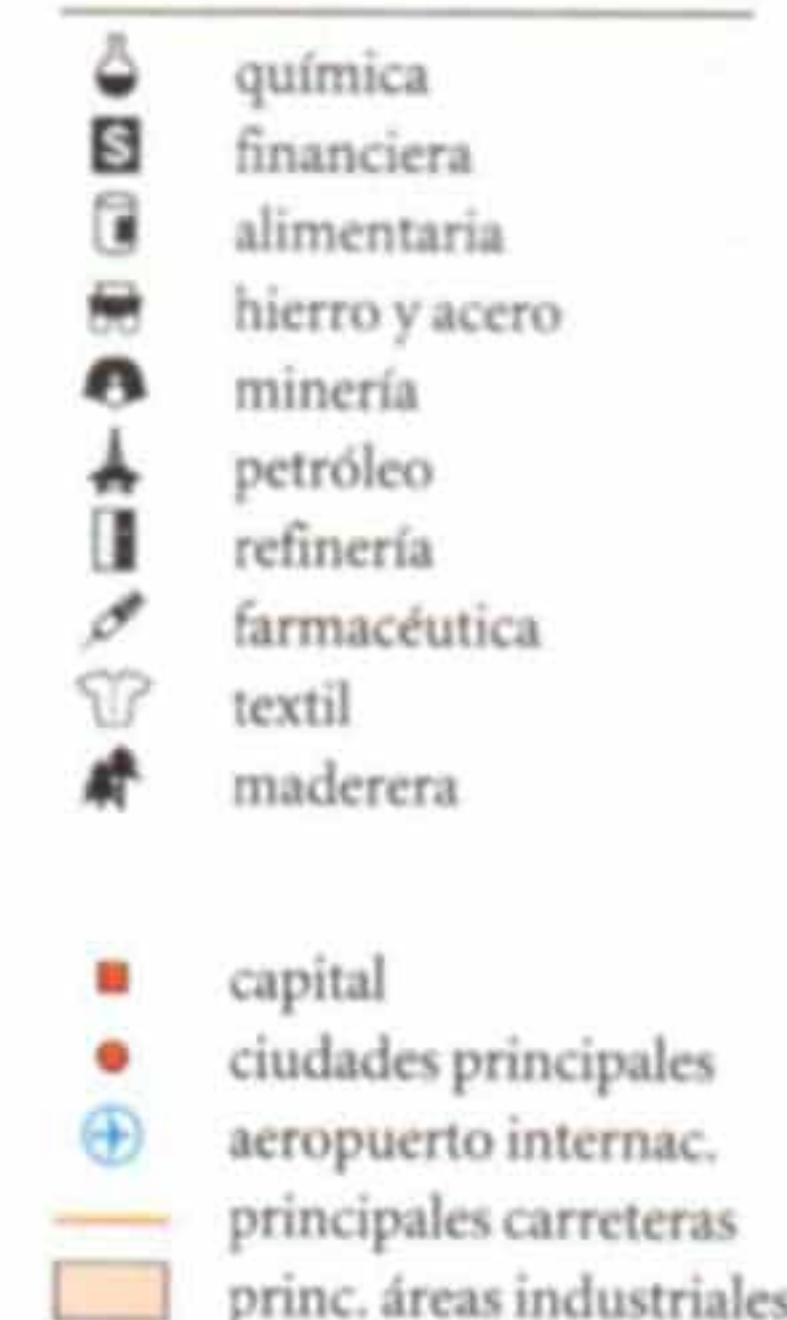 química
financiera
alimentaria
hierro y acero
minería
petróleo
refinería
farmacéutica
textil
maderera
capital
ciudades principales
aeropuerto internac.
principales carreteras
princ. áreas industriales